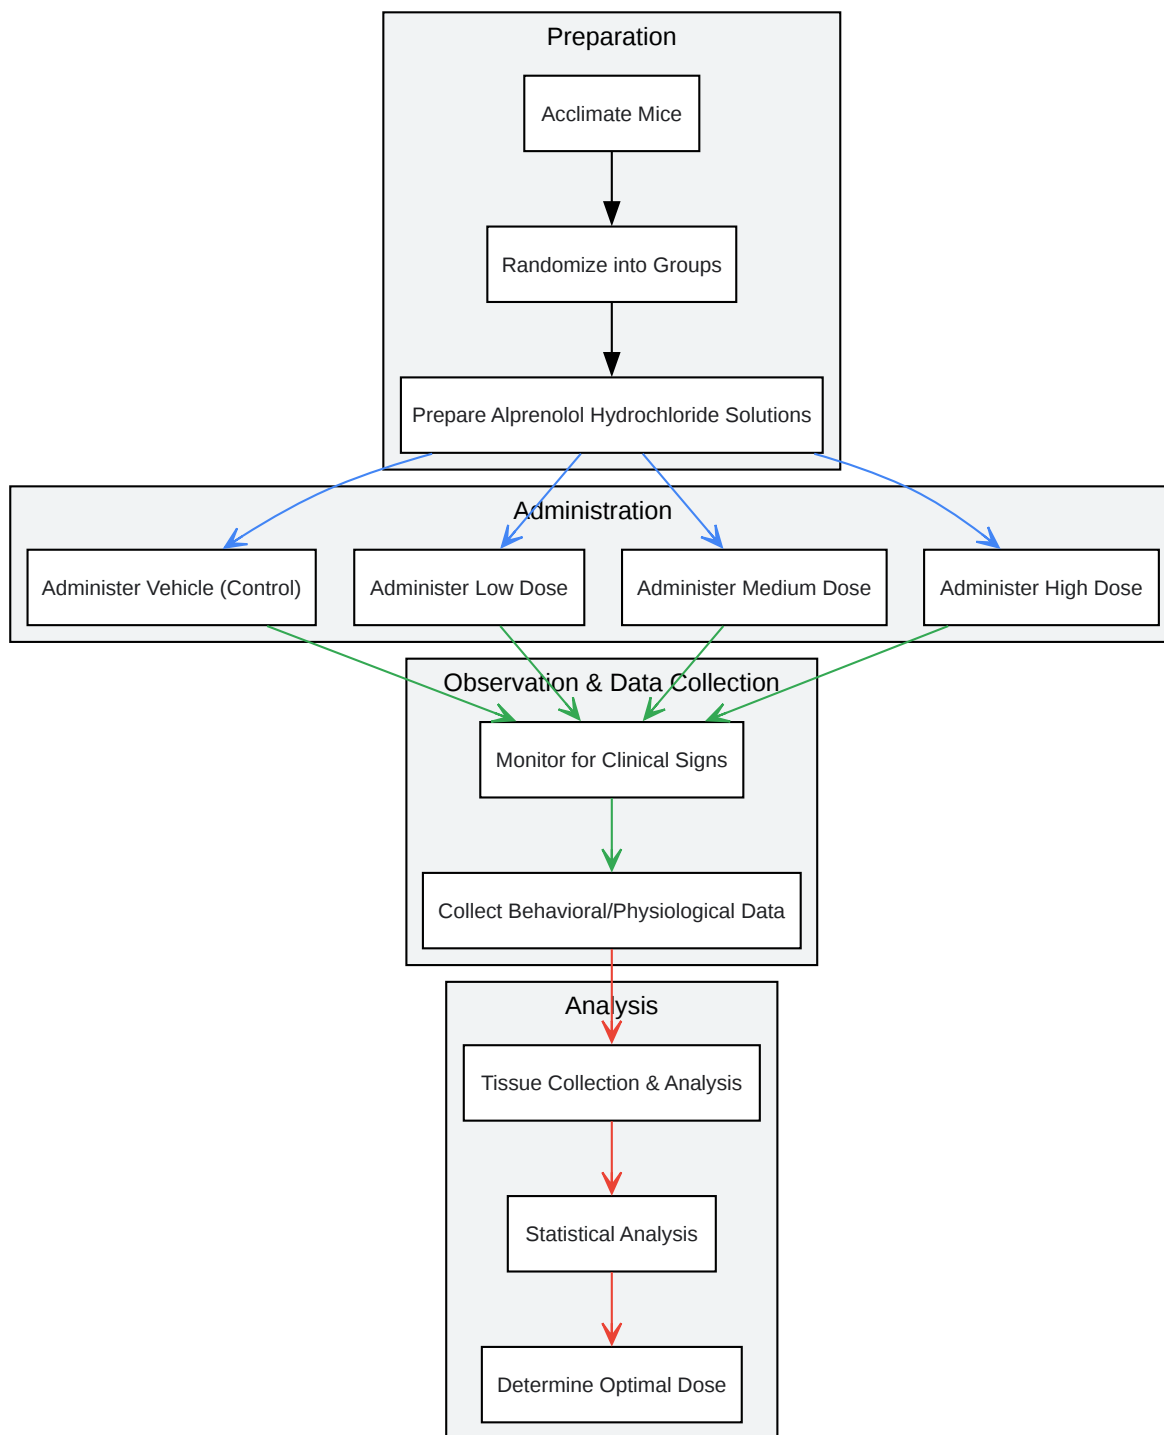 Preparation
Acclimate Mice
Randomize into Groups
Prepare Alprenolol Hydrochloride Solutions
Administration
Administer Vehicle (Control)
Administer Low Dose
Administer Medium Dose
Administer High Dose
Observation & Data Collection
Monitor for Clinical Signs
Collect Behavioral/Physiological Data
Analysis
Tissue Collection & Analysis
Statistical Analysis
Determine Optimal Dose